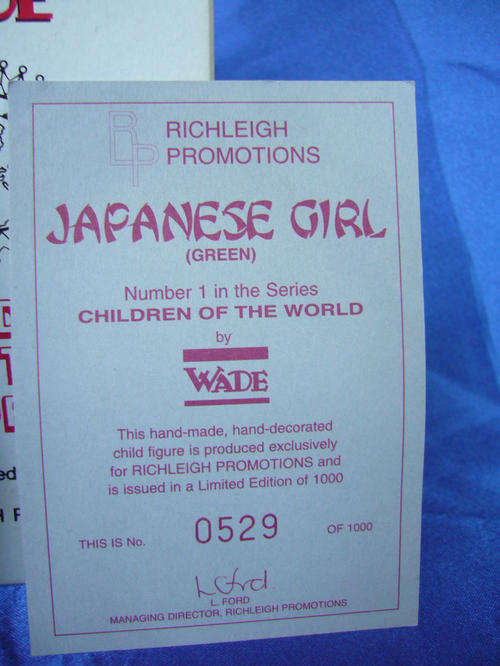 RLP
RICHLEIGH
PROMOTIONS
JAPANESE GIRL
(GREEN)
Number 1 in the Series
CHILDREN OF THE WORLD
by
WADE
This hand-made, hand-decorated
child figure is produced exclusively
for RICHLEIGH PROMOTIONS and
is issued in a Limited Edition of 1000
THIS IS No. 0529 OF 1000
L Ford
L. FORD
MANAGING DIRECTOR, RICHLEIGH PROMOTIONS